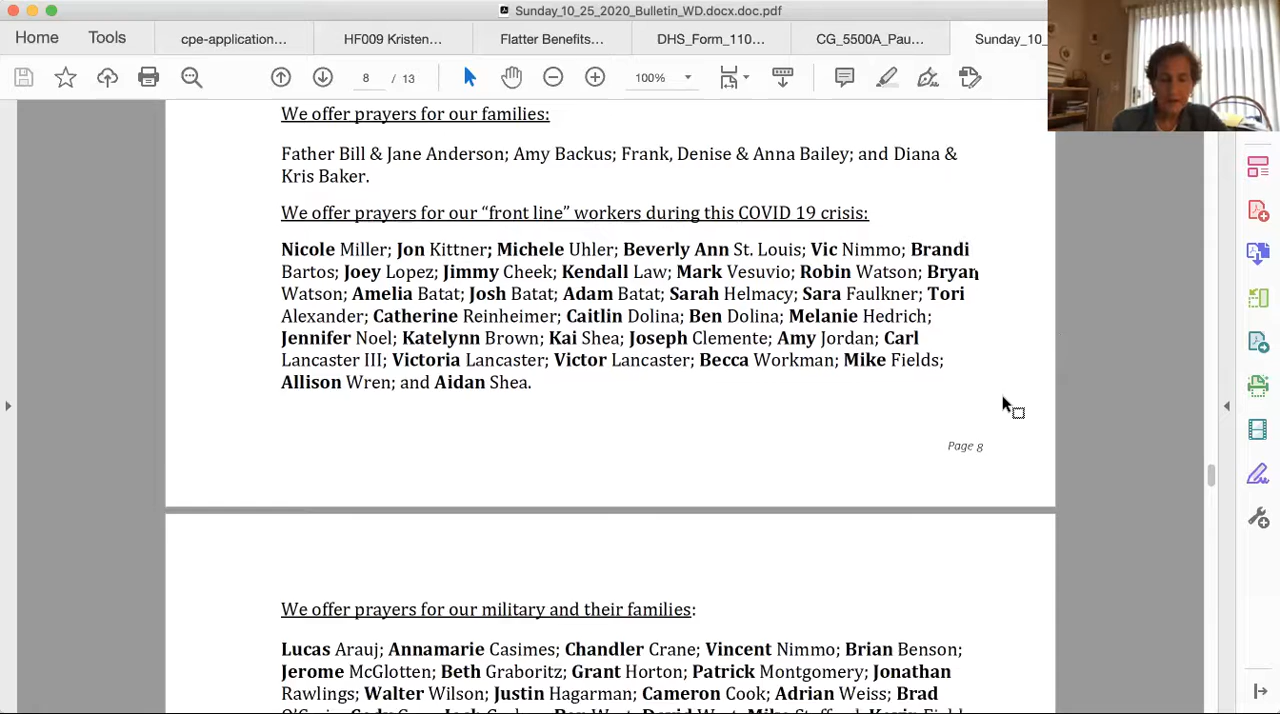 Sunday_10_25_2020_Bulletin_WD.docx.doc.pdf
Home Tools cpe-application... HF009 Kristen... Flatter Benefits... DHS_Form_110... CG_5500A_Pau... Sunday_10_
8 / 13 100%
We offer prayers for our families:
Father Bill & Jane Anderson; Amy Backus; Frank, Denise & Anna Bailey; and Diana &
Kris Baker.
We offer prayers for our “front line” workers during this COVID 19 crisis:
Nicole Miller; Jon Kittner; Michele Uhler; Beverly Ann St. Louis; Vic Nimmo; Brandi
Bartos; Joey Lopez; Jimmy Cheek; Kendall Law; Mark Vesuvio; Robin Watson; Bryan
Watson; Amelia Batat; Josh Batat; Adam Batat; Sarah Helmacy; Sara Faulkner; Tori
Alexander; Catherine Reinheimer; Caitlin Dolina; Ben Dolina; Melanie Hedrich;
Jennifer Noel; Katelynn Brown; Kai Shea; Joseph Clemente; Amy Jordan; Carl
Lancaster III; Victoria Lancaster; Victor Lancaster; Becca Workman; Mike Fields;
Allison Wren; and Aidan Shea.
Page 8
We offer prayers for our military and their families:
Lucas Arauj; Annamarie Casimes; Chandler Crane; Vincent Nimmo; Brian Benson;
Jerome McGlotten; Beth Graboritz; Grant Horton; Patrick Montgomery; Jonathan
Rawlings; Walter Wilson; Justin Hagarman; Cameron Cook; Adrian Weiss; Brad